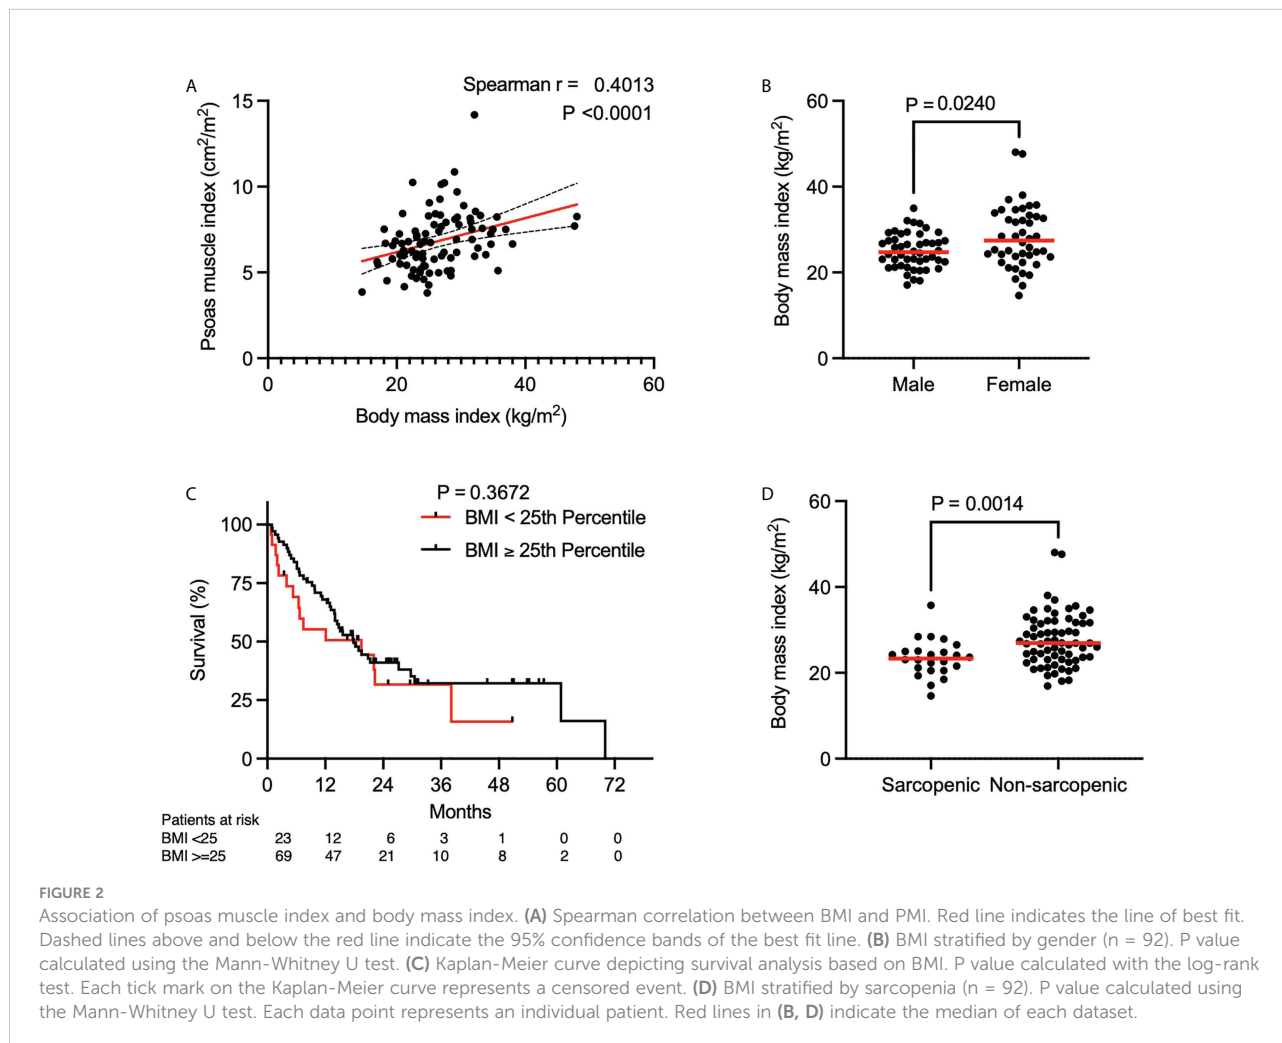 A
Spearman r = 0.4013
P <0.0001
Psoas muscle index (cm²/m²)
15
10
5
0
0 20 40 60
Body mass index (kg/m²)
B
P = 0.0240
Body mass index (kg/m²)
60
40
20
0
Male Female
C
P = 0.3672
BMI < 25th Percentile
BMI ≥ 25th Percentile
Survival (%)
100
75
50
25
0
0 12 24 36 48 60 72
Months
Patients at risk
BMI <25 23 12 6 3 1 0 0
BMI >=25 69 47 21 10 8 2 0
D
P = 0.0014
Body mass index (kg/m²)
60
40
20
0
Sarcopenic Non-sarcopenic
FIGURE 2
Association of psoas muscle index and body mass index. (A) Spearman correlation between BMI and PMI. Red line indicates the line of best fit.
Dashed lines above and below the red line indicate the 95% confidence bands of the best fit line. (B) BMI stratified by gender (n = 92). P value
calculated using the Mann-Whitney U test. (C) Kaplan-Meier curve depicting survival analysis based on BMI. P value calculated with the log-rank
test. Each tick mark on the Kaplan-Meier curve represents a censored event. (D) BMI stratified by sarcopenia (n = 92). P value calculated using
the Mann-Whitney U test. Each data point represents an individual patient. Red lines in (B, D) indicate the median of each dataset.